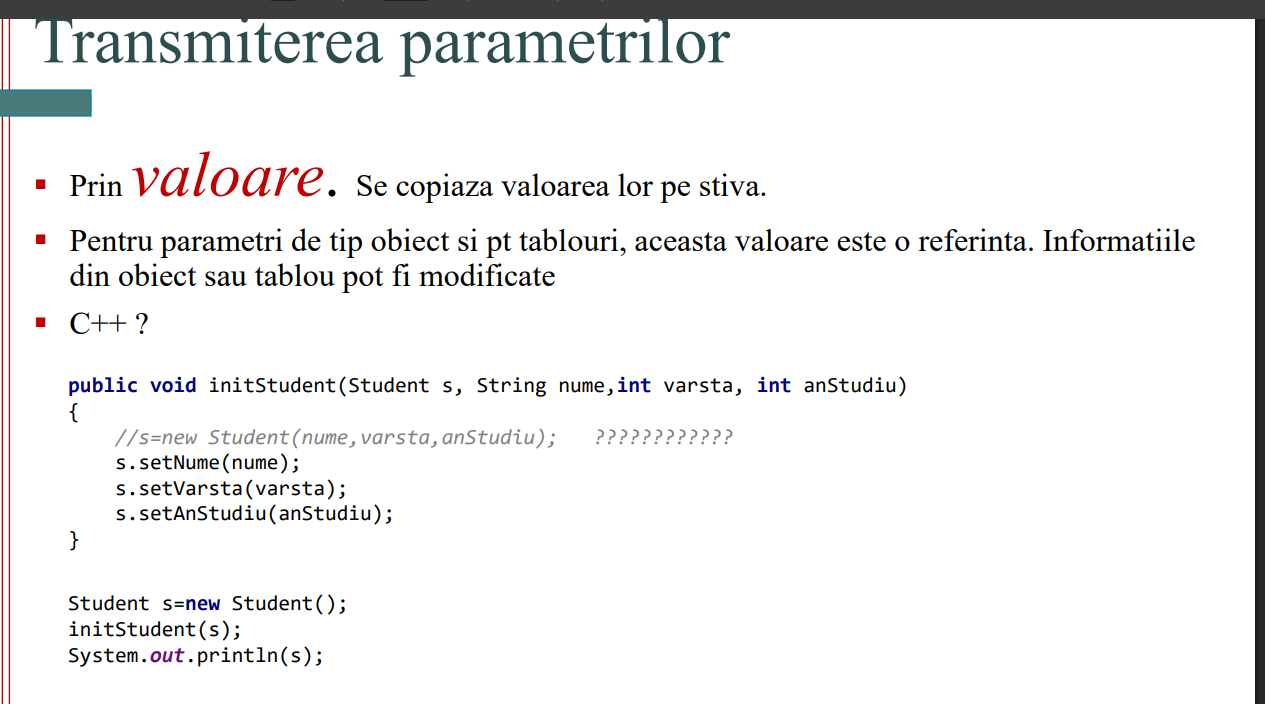 Transmiterea parametrilor
Prin valoare. Se copiaza valoarea lor pe stiva.
Pentru parametri de tip obiect si pt tablouri, aceasta valoare este o referinta. Informatiile
din obiect sau tablou pot fi modificate
C++ ?
public void initStudent(Student s, String nume,int varsta, int anStudiu)
{
//s=new Student(nume,varsta,anStudiu);   ????????????
s.setNume(nume);
s.setVarsta(varsta);
s.setAnStudiu(anStudiu);
}
Student s=new Student();
initStudent(s);
System.out.println(s);